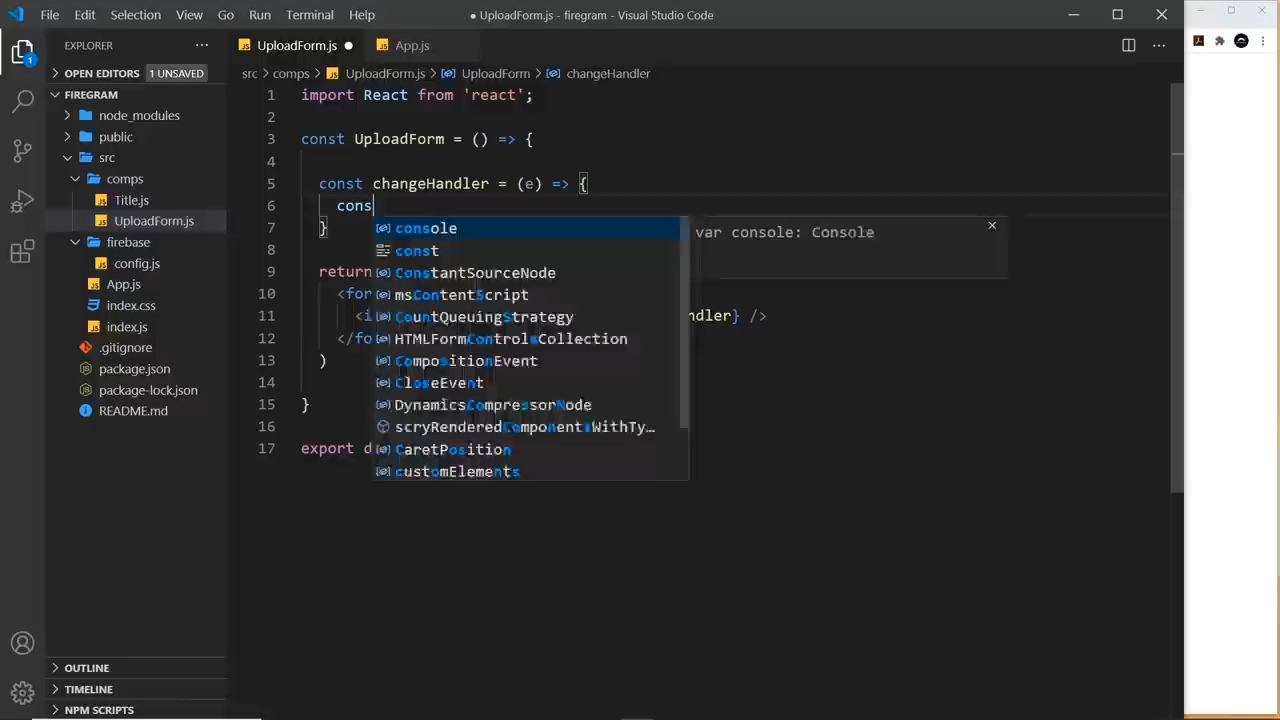 File Edit Selection View Go Run Terminal Help
● UploadForm.js - firegram - Visual Studio Code
EXPLORER
OPEN EDITORS 1 UNSAVED
FIREGRAM
node_modules
public
src
comps
Title.js
UploadForm.js
firebase
config.js
App.js
index.css
index.js
.gitignore
package.json
package-lock.json
README.md
OUTLINE
TIMELINE
NPM SCRIPTS
1
UploadForm.js ● App.js
src > comps > UploadForm.js > UploadForm > changeHandler
1 import React from 'react';
2
3 const UploadForm = () => {
4
5 const changeHandler = (e) => {
6 cons
7 }
8
9 return
10 <for
11 <i ndler} />
12 </fo
13 )
14
15 }
16
17 export d
console
const
ConstantSourceNode
msContentScript
CountQueuingStrategy
HTMLFormControlsCollection
CompositionEvent
CloseEvent
DynamicsCompressorNode
scryRenderedComponentsWithTy…
CaretPosition
customElements
var console: Console